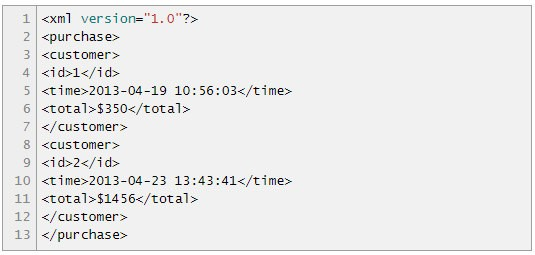 1 <xml version="1.0"?>
2 <purchase>
3 <customer>
4 <id>1</id>
5 <time>2013-04-19 10:56:03</time>
6 <total>$350</total>
7 </customer>
8 <customer>
9 <id>2</id>
10 <time>2013-04-23 13:43:41</time>
11 <total>$1456</total>
12 </customer>
13 </purchase>